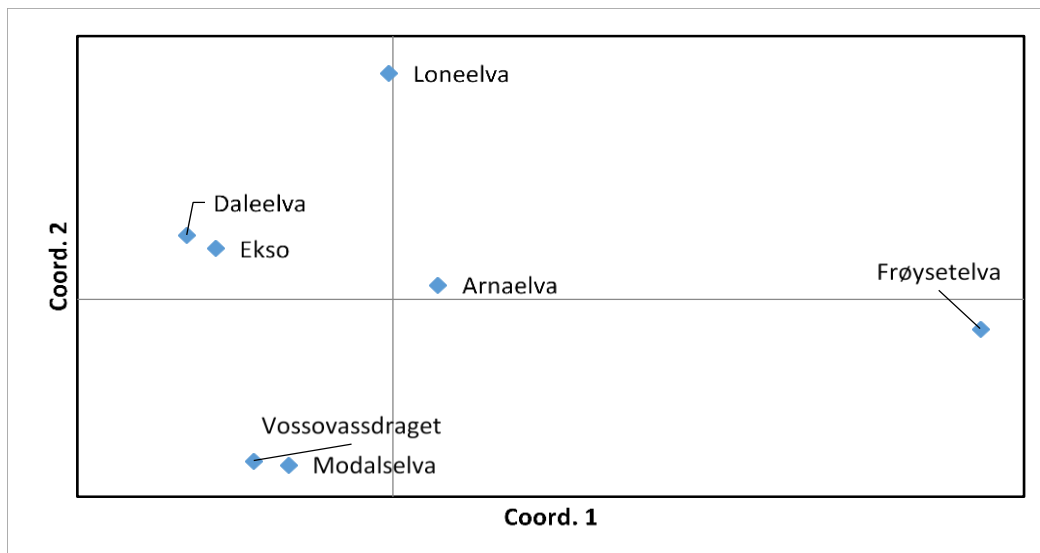 Loneelva
Daleelva
Ekso
Frøysetelva
Arnaelva
Vossovassdraget
Modalselva
Coord. 2
Coord. 1